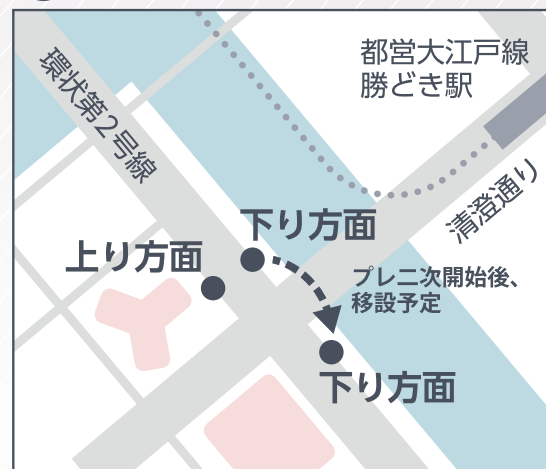 都営大江戸線
勝どき駅
環状第2号線
清澄通り
下り方面
上り方面
プレ二次開始後、
移設予定
下り方面